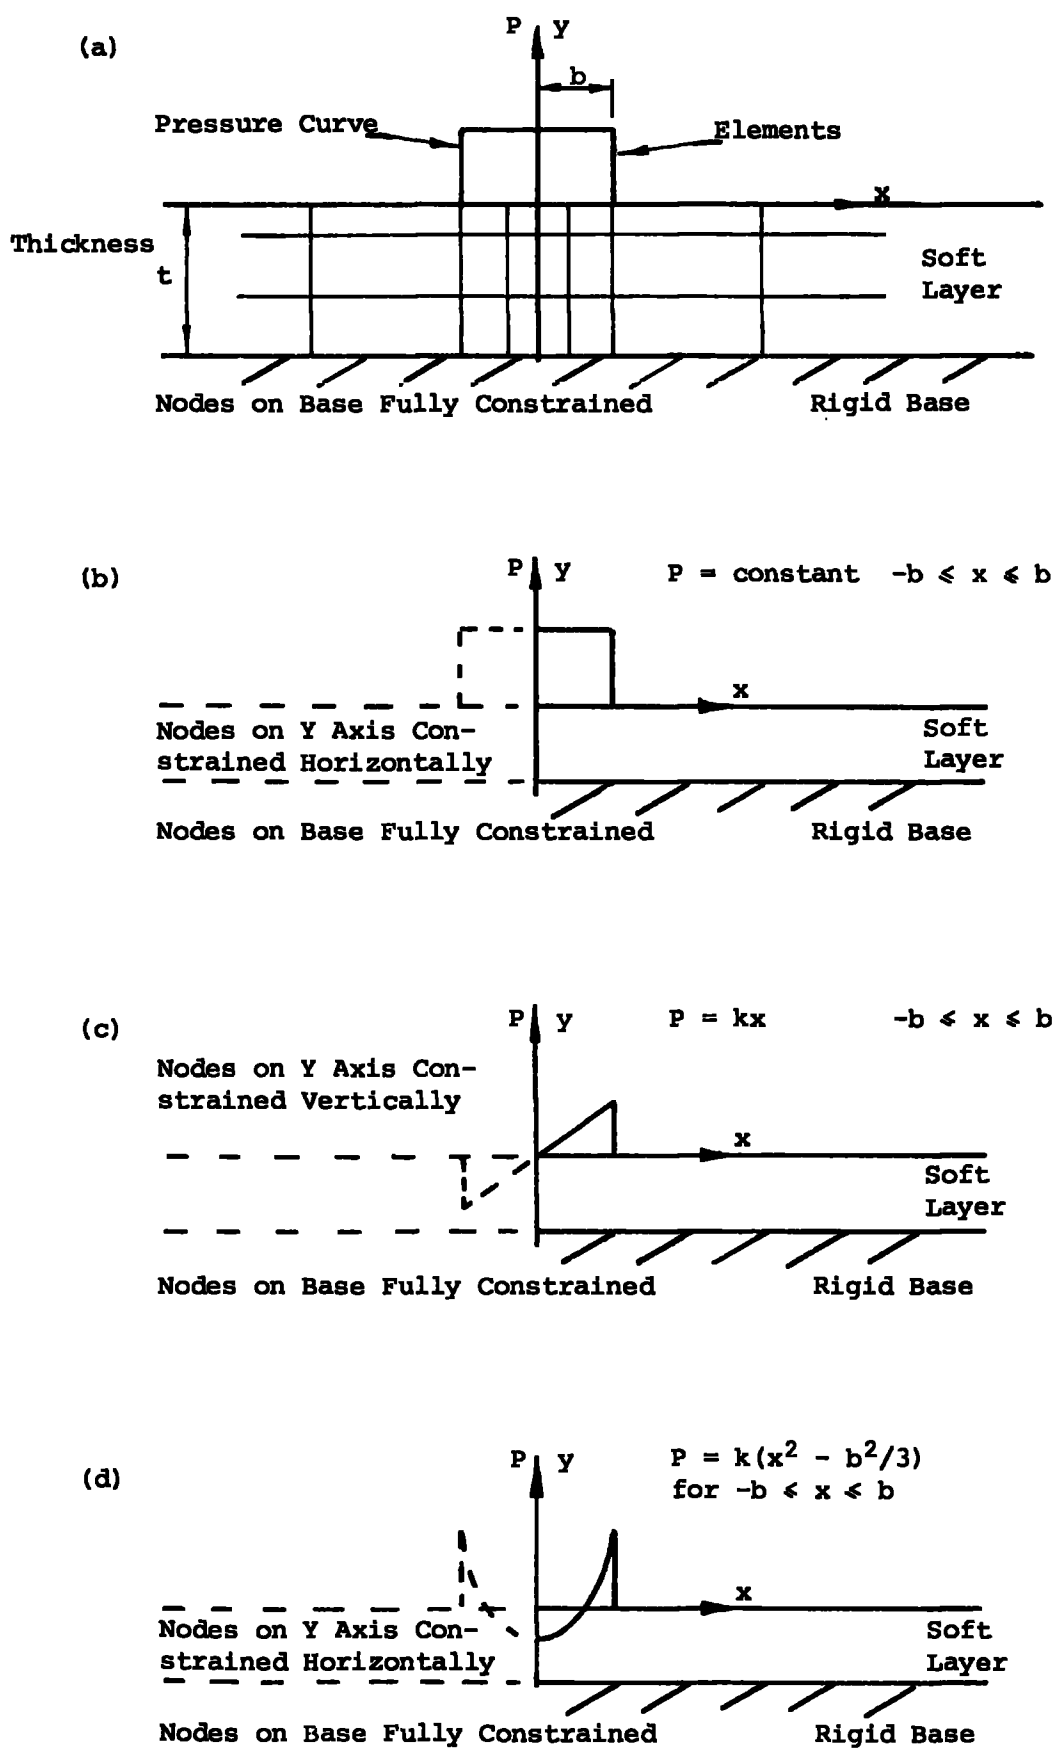 (a)
P y
b
Pressure Curve
Elements
x
Thickness
t
Soft
Layer
Nodes on Base Fully Constrained
Rigid Base
(b)
P y
P = constant -b ⩽ x ⩽ b
x
Nodes on Y Axis Con-
strained Horizontally
Soft
Layer
Nodes on Base Fully Constrained
Rigid Base
(c)
P y
P = kx -b ⩽ x ⩽ b
Nodes on Y Axis Con-
strained Vertically
x
Soft
Layer
Nodes on Base Fully Constrained
Rigid Base
(d)
P y
P = k(x² - b²/3)
for -b ⩽ x ⩽ b
x
Nodes on Y Axis Con-
strained Horizontally
Soft
Layer
Nodes on Base Fully Constrained
Rigid Base